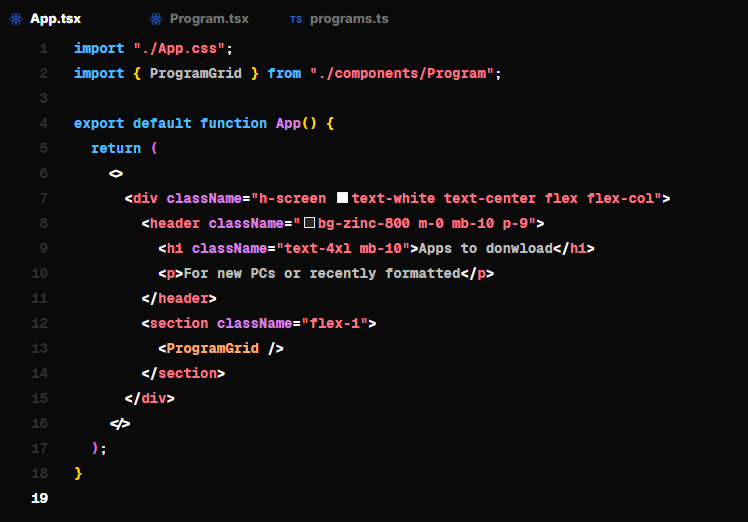 App.tsx Program.tsx TS programs.ts
1 import "./App.css";
2 import { ProgramGrid } from "./components/Program";
3
4 export default function App() {
5   return (
6     <>
7       <div className="h-screen text-white text-center flex flex-col">
8         <header className="bg-zinc-800 m-0 mb-10 p-9">
9           <h1 className="text-4xl mb-10">Apps to donwload</h1>
10           <p>For new PCs or recently formatted</p>
11         </header>
12         <section className="flex-1">
13           <ProgramGrid />
14         </section>
15       </div>
16     </>
17   );
18 }
19